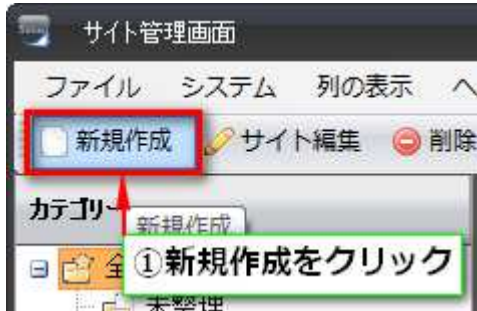 サイト管理画面
ファイル システム 列の表示 ヘ
新規作成 サイト編集 削除
カテゴリー
新規作成
①新規作成をクリック
全
未整理